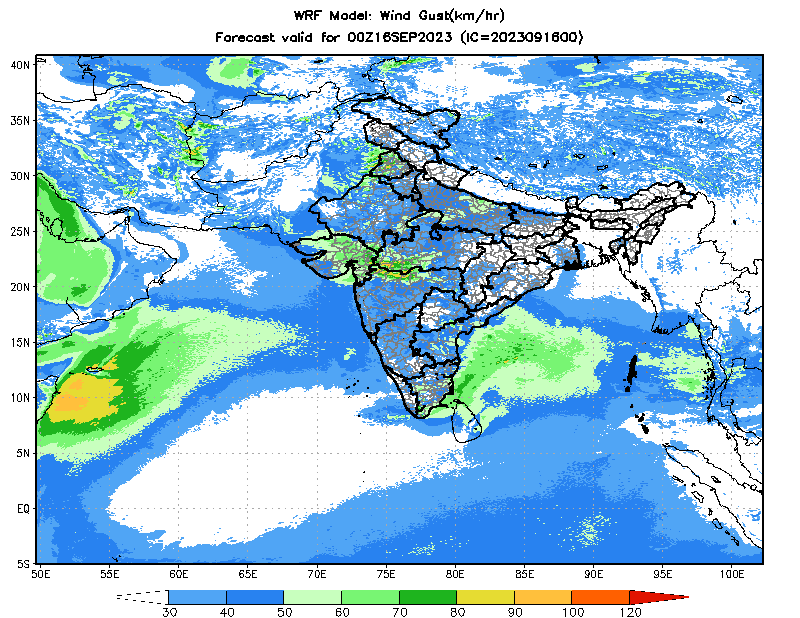 WRF Model: Wind Gust(km/hr)
Forecast valid for 00Z16SEP2023 (IC=2023091600)
40N
35N
30N
25N
20N
15N
10N
5N
EQ
5S
50E 55E 60E 65E 70E 75E 80E 85E 90E 95E 100E
30 40 50 60 70 80 90 100 120